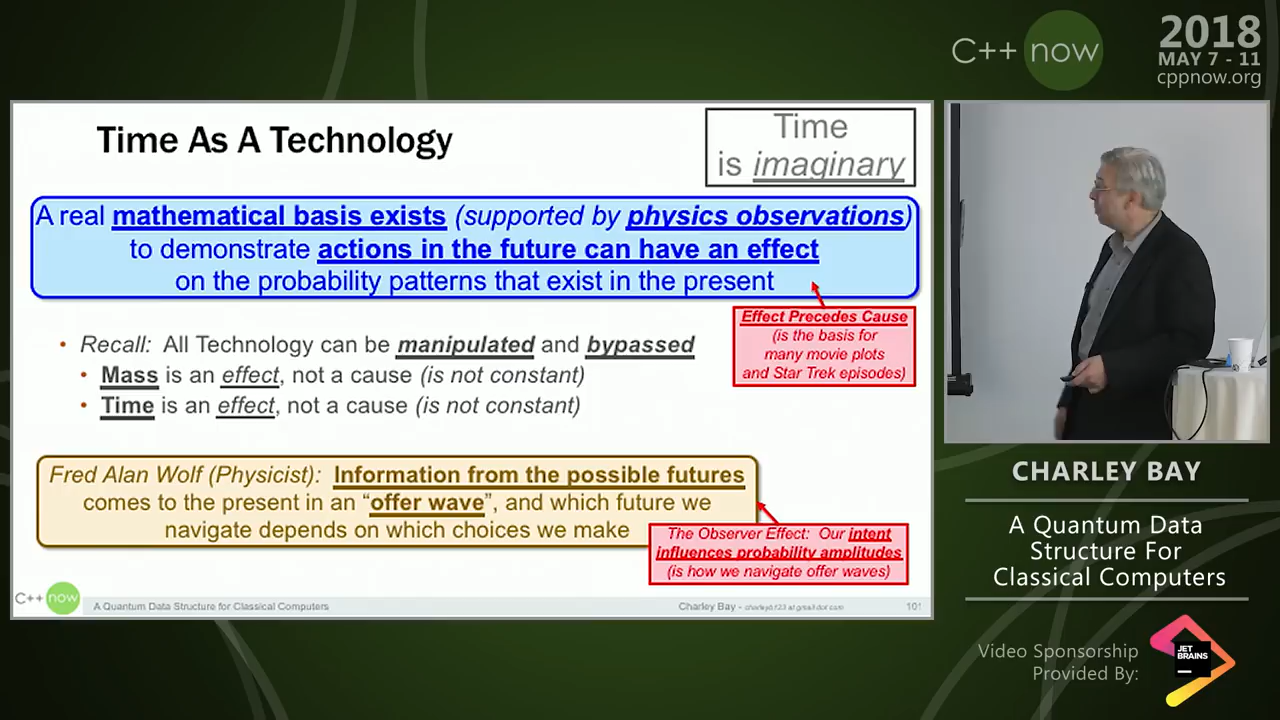 C++ now
2018
MAY 7 - 11
cppnow.org
Time As A Technology
Time
is imaginary
A real mathematical basis exists (supported by physics observations)
to demonstrate actions in the future can have an effect
on the probability patterns that exist in the present
Effect Precedes Cause
(is the basis for
many movie plots
and Star Trek episodes)
• Recall: All Technology can be manipulated and bypassed
• Mass is an effect, not a cause (is not constant)
• Time is an effect, not a cause (is not constant)
Fred Alan Wolf (Physicist): Information from the possible futures
comes to the present in an “offer wave”, and which future we
navigate depends on which choices we make
The Observer Effect: Our intent
influences probability amplitudes
(is how we navigate offer waves)
C++ now
A Quantum Data Structure for Classical Computers
Charley Bay - charleyb123 at gmail dot com
CHARLEY BAY
A Quantum Data
Structure For
Classical Computers
Video Sponsorship
Provided By:
JET
BRAINS